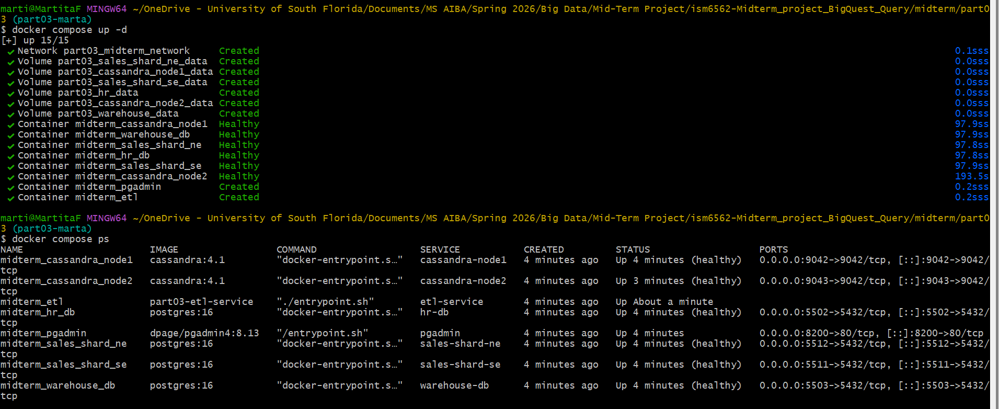 marti@MartitaF MINGW64 ~/OneDrive - University of South Florida/Documents/MS AIBA/Spring 2026/Big Data/Mid-Term Project/ism6562-Midterm_project_BigQuest_Query/midterm/part0
3 (part03-marta)
$ docker compose up -d
[+] up 15/15
✔ Network part03_midterm_network Created 0.1sss
✔ Volume part03_sales_shard_ne_data Created 0.0sss
✔ Volume part03_cassandra_node1_data Created 0.0sss
✔ Volume part03_sales_shard_se_data Created 0.0sss
✔ Volume part03_hr_data Created 0.0sss
✔ Volume part03_cassandra_node2_data Created 0.0sss
✔ Volume part03_warehouse_data Created 0.0sss
✔ Container midterm_cassandra_node1 Healthy 97.9ss
✔ Container midterm_warehouse_db Healthy 97.9ss
✔ Container midterm_sales_shard_ne Healthy 97.8ss
✔ Container midterm_hr_db Healthy 97.8ss
✔ Container midterm_sales_shard_se Healthy 97.9ss
✔ Container midterm_cassandra_node2 Healthy 193.5s
✔ Container midterm_pgadmin Created 0.2sss
✔ Container midterm_etl Created 0.2sss
marti@MartitaF MINGW64 ~/OneDrive - University of South Florida/Documents/MS AIBA/Spring 2026/Big Data/Mid-Term Project/ism6562-Midterm_project_BigQuest_Query/midterm/part0
3 (part03-marta)
$ docker compose ps
NAME IMAGE COMMAND SERVICE CREATED STATUS PORTS
midterm_cassandra_node1 cassandra:4.1 "docker-entrypoint.s…" cassandra-node1 4 minutes ago Up 4 minutes (healthy) 0.0.0.0:9042->9042/tcp, [::]:9042->9042/
tcp
midterm_cassandra_node2 cassandra:4.1 "docker-entrypoint.s…" cassandra-node2 4 minutes ago Up 3 minutes (healthy) 0.0.0.0:9043->9042/tcp, [::]:9043->9042/
tcp
midterm_etl part03-etl-service "./entrypoint.sh" etl-service 4 minutes ago Up About a minute
midterm_hr_db postgres:16 "docker-entrypoint.s…" hr-db 4 minutes ago Up 4 minutes (healthy) 0.0.0.0:5502->5432/tcp, [::]:5502->5432/
tcp
midterm_pgadmin dpage/pgadmin4:8.13 "/entrypoint.sh" pgadmin 4 minutes ago Up 4 minutes 0.0.0.0:8200->80/tcp, [::]:8200->80/tcp
midterm_sales_shard_ne postgres:16 "docker-entrypoint.s…" sales-shard-ne 4 minutes ago Up 4 minutes (healthy) 0.0.0.0:5512->5432/tcp, [::]:5512->5432/
tcp
midterm_sales_shard_se postgres:16 "docker-entrypoint.s…" sales-shard-se 4 minutes ago Up 4 minutes (healthy) 0.0.0.0:5511->5432/tcp, [::]:5511->5432/
tcp
midterm_warehouse_db postgres:16 "docker-entrypoint.s…" warehouse-db 4 minutes ago Up 4 minutes (healthy) 0.0.0.0:5503->5432/tcp, [::]:5503->5432/
tcp